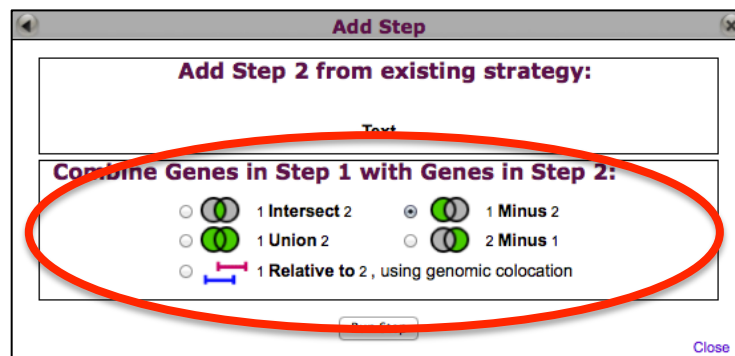 Add Step
Add Step 2 from existing strategy:
Text
Combine Genes in Step 1 with Genes in Step 2:
1 Intersect 2 1 Minus 2
1 Union 2 2 Minus 1
1 Relative to 2 , using genomic colocation
Run Step
Close